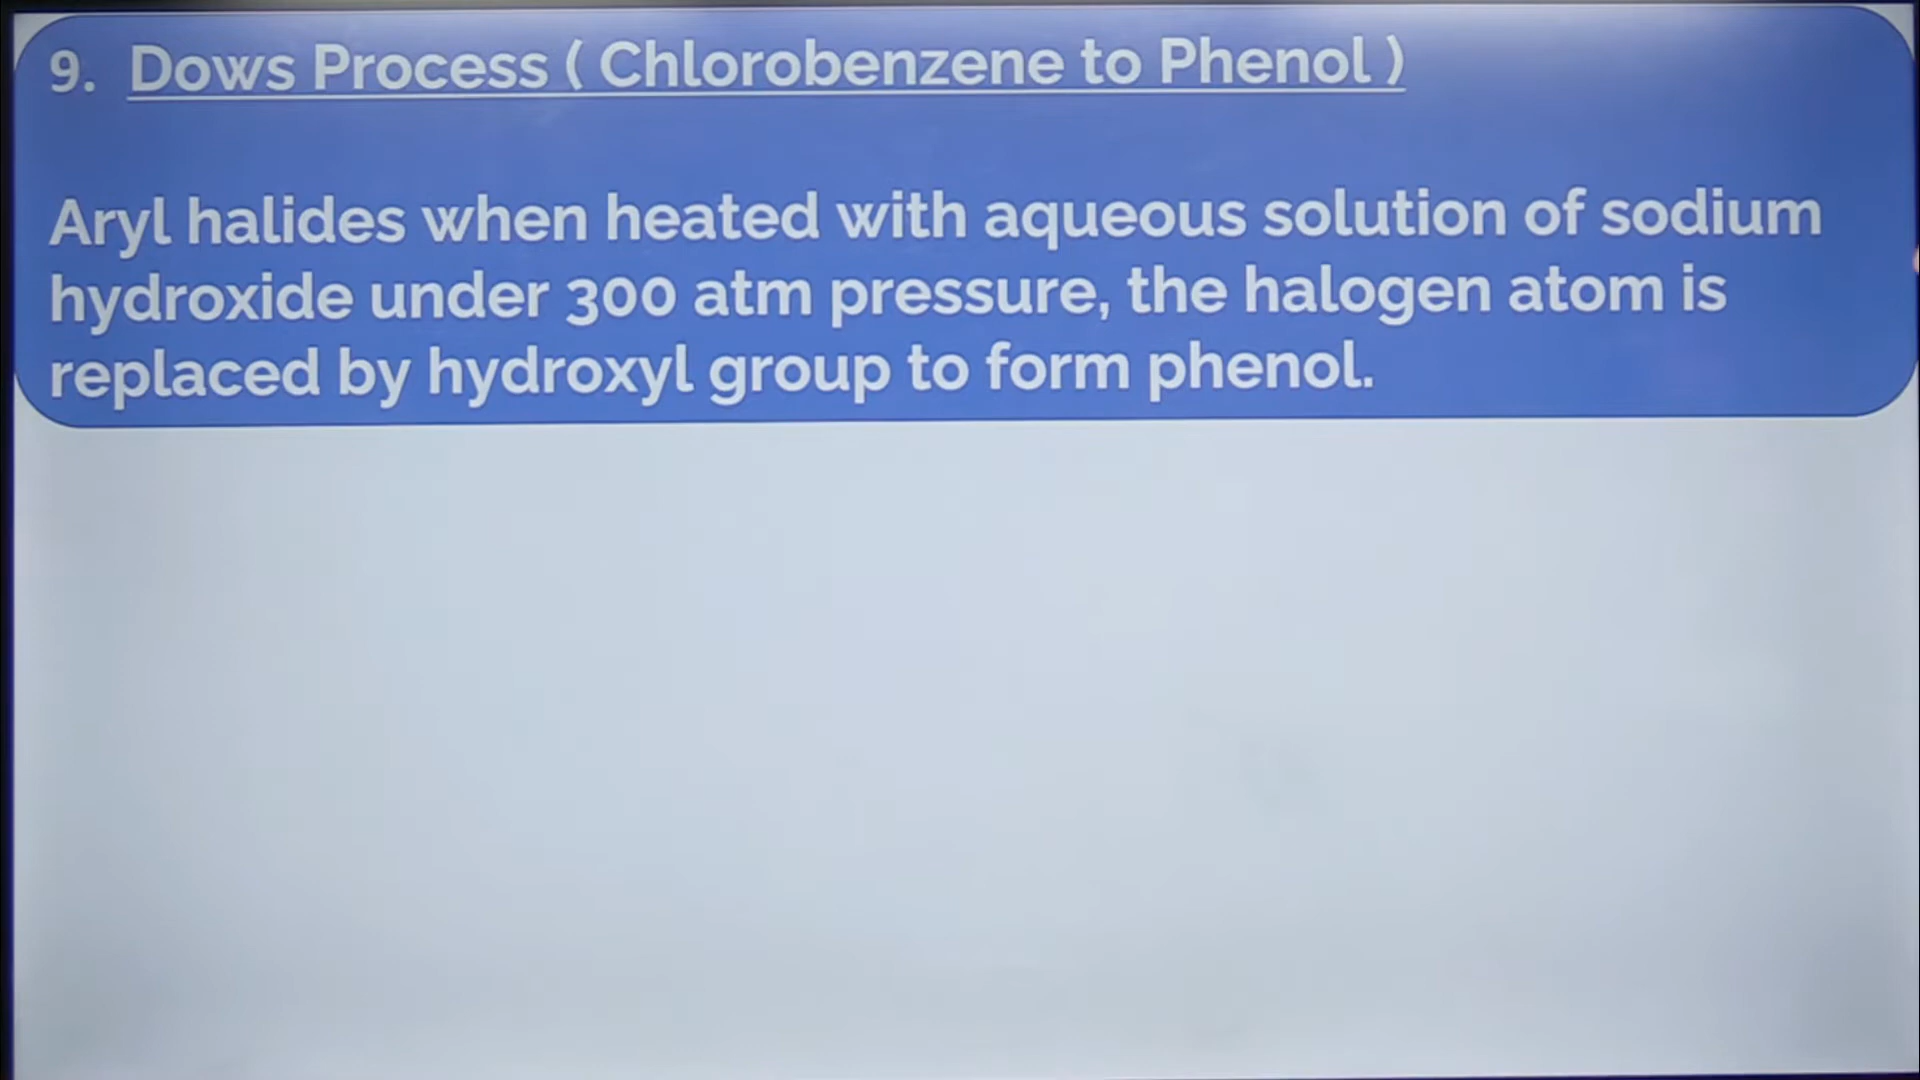 9. Dows Process ( Chlorobenzene to Phenol )
Aryl halides when heated with aqueous solution of sodium
hydroxide under 300 atm pressure, the halogen atom is
replaced by hydroxyl group to form phenol.